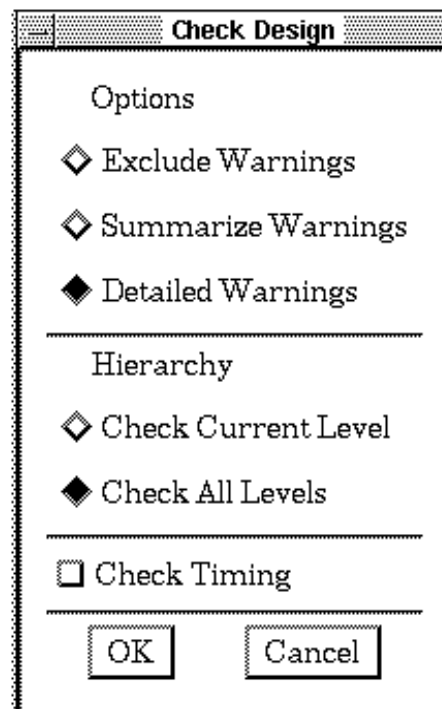 Check Design
Options
Exclude Warnings
Summarize Warnings
Detailed Warnings
Hierarchy
Check Current Level
Check All Levels
Check Timing
OK Cancel